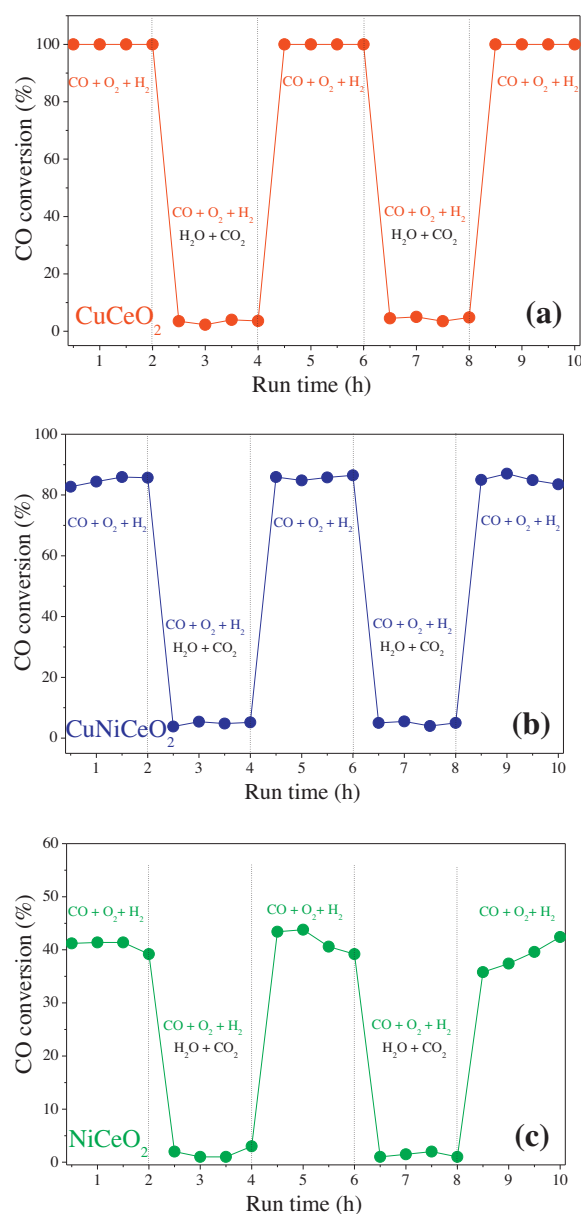 (a)
100
80
60
40
20
0
CO conversion (%)
CO + O₂ + H₂
CO + O₂ + H₂
CO + O₂ + H₂
CO + O₂ + H₂
H₂O + CO₂
CO + O₂ + H₂
H₂O + CO₂
CuCeO₂
1 2 3 4 5 6 7 8 9 10
Run time (h)
(b)
100
80
60
40
20
0
CO conversion (%)
CO + O₂ + H₂
CO + O₂ + H₂
CO + O₂ + H₂
CO + O₂ + H₂
H₂O + CO₂
CO + O₂ + H₂
H₂O + CO₂
CuNiCeO₂
1 2 3 4 5 6 7 8 9 10
Run time (h)
(c)
60
50
40
30
20
10
0
CO conversion (%)
CO + O₂ + H₂
CO + O₂ + H₂
CO + O₂ + H₂
CO + O₂ + H₂
H₂O + CO₂
CO + O₂ + H₂
H₂O + CO₂
NiCeO₂
1 2 3 4 5 6 7 8 9 10
Run time (h)